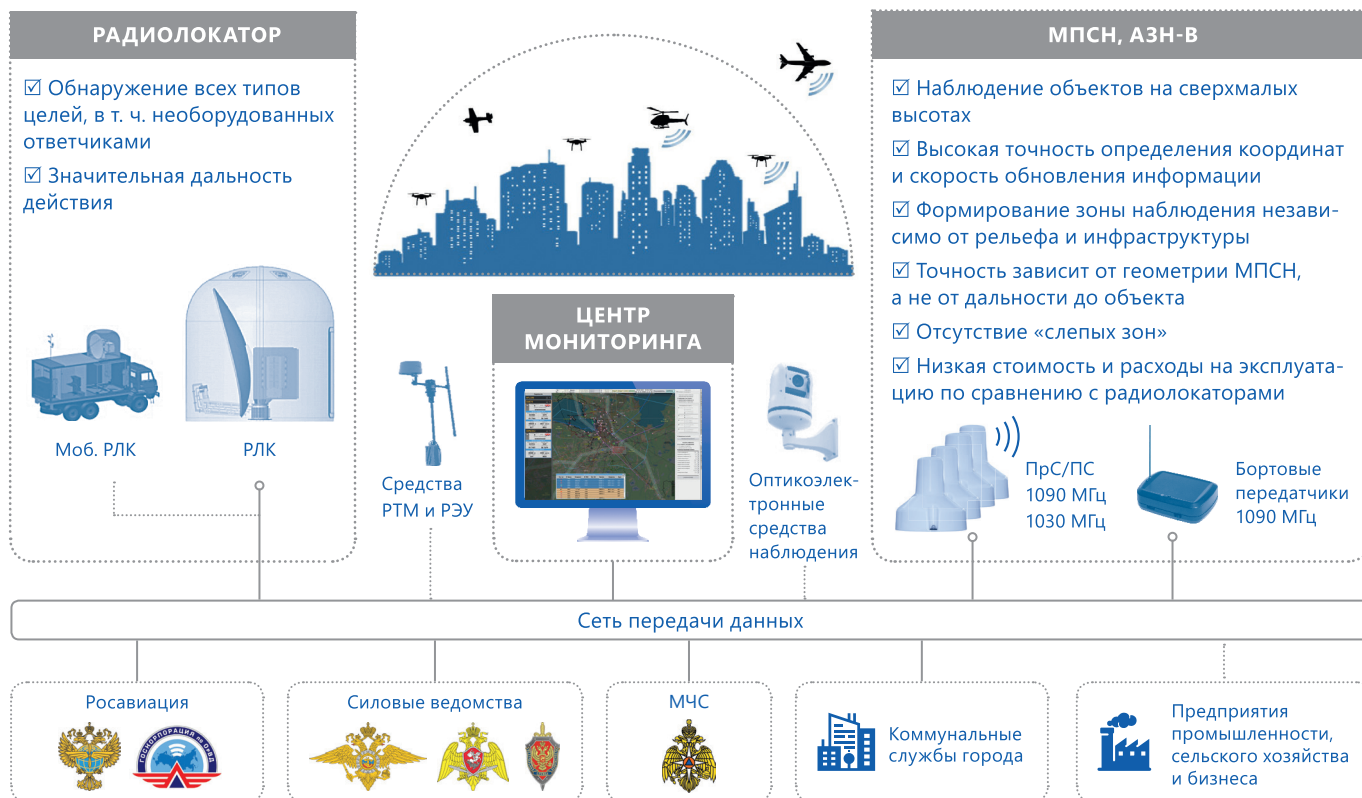 РАДИОЛОКАТОР
☑ Обнаружение всех типов
целей, в т. ч. необорудованных
ответчиками
☑ Значительная дальность
действия
Моб. РЛК
РЛК
Средства
РТМ и РЭУ
ЦЕНТР
МОНИТОРИНГА
Оптикоэлек-
тронные
средства
наблюдения
МПСН, АЗН-В
☑ Наблюдение объектов на сверхмалых
высотах
☑ Высокая точность определения координат
и скорость обновления информации
☑ Формирование зоны наблюдения незави-
симо от рельефа и инфраструктуры
☑ Точность зависит от геометрии МПСН,
а не от дальности до объекта
☑ Отсутствие «слепых зон»
☑ Низкая стоимость и расходы на эксплуата-
цию по сравнению с радиолокаторами
ПрС/ПС
1090 МГц
1030 МГц
Бортовые
передатчики
1090 МГц
Сеть передачи данных
Росавиация
ГОСКОРПОРАЦИЯ по ОрВД
Силовые ведомства
МЧС
Коммунальные
службы города
Предприятия
промышленности,
сельского хозяйства
и бизнеса